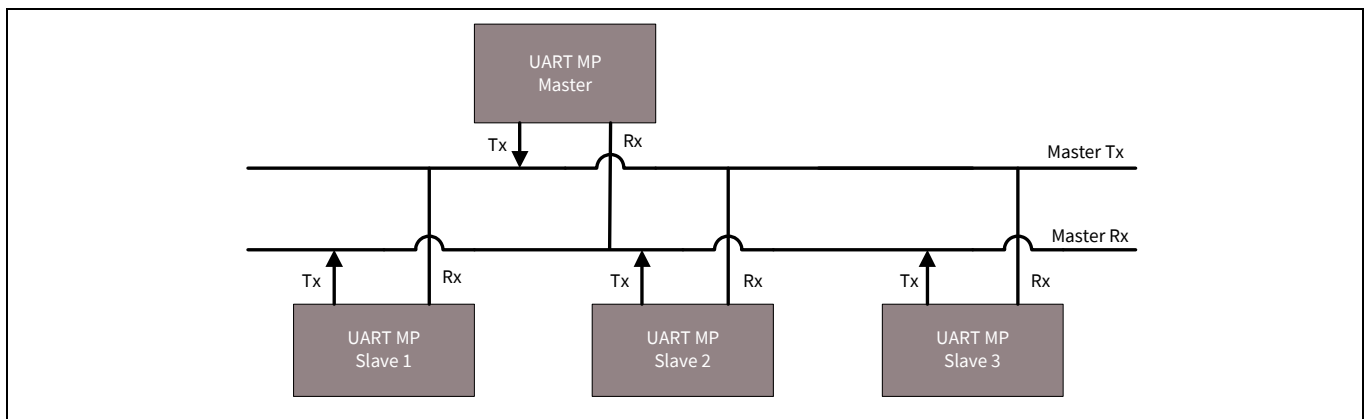 UART MP
Master
Tx
Rx
Master Tx
Master Rx
Tx
Rx
Tx
Rx
Tx
Rx
UART MP
Slave 1
UART MP
Slave 2
UART MP
Slave 3